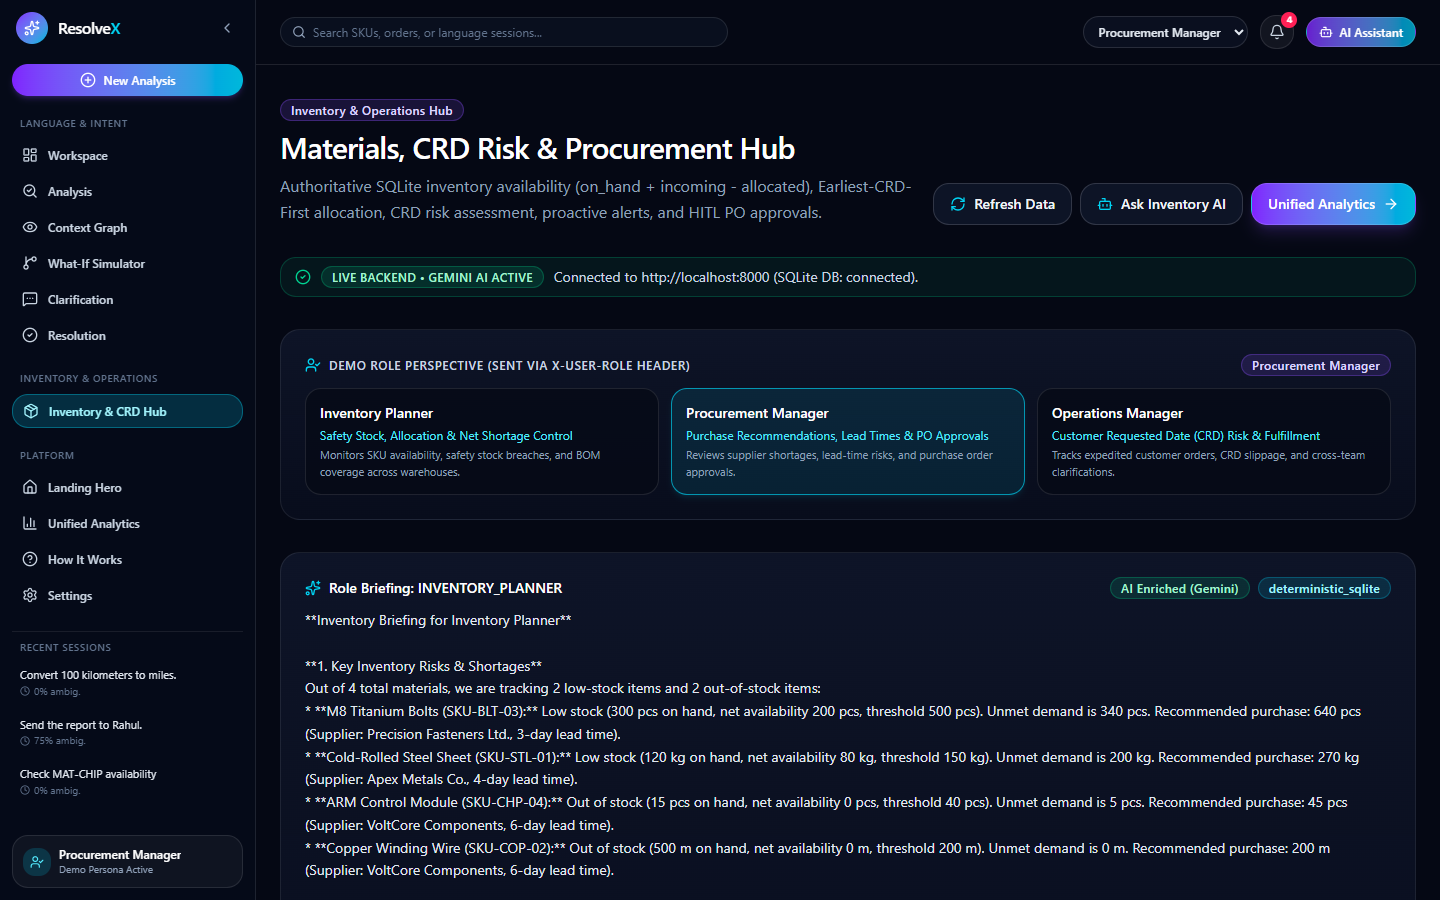 ResolveX
New Analysis
LANGUAGE & INTENT
Workspace
Analysis
Context Graph
What-If Simulator
Clarification
Resolution
INVENTORY & OPERATIONS
Inventory & CRD Hub
PLATFORM
Landing Hero
Unified Analytics
How It Works
Settings
RECENT SESSIONS
Convert 100 kilometers to miles.
0% ambig.
Send the report to Rahul.
75% ambig.
Check MAT-CHIP availability
0% ambig.
Procurement Manager
Demo Persona Active
Search SKUs, orders, or language sessions...
Procurement Manager
4
AI Assistant
Inventory & Operations Hub
Materials, CRD Risk & Procurement Hub
Authoritative SQLite inventory availability (on_hand + incoming - allocated), Earliest-CRD-
First allocation, CRD risk assessment, proactive alerts, and HITL PO approvals.
Refresh Data
Ask Inventory AI
Unified Analytics
LIVE BACKEND • GEMINI AI ACTIVE
Connected to http://localhost:8000 (SQLite DB: connected).
DEMO ROLE PERSPECTIVE (SENT VIA X-USER-ROLE HEADER)
Procurement Manager
Inventory Planner
Safety Stock, Allocation & Net Shortage Control
Monitors SKU availability, safety stock breaches, and BOM
coverage across warehouses.
Procurement Manager
Purchase Recommendations, Lead Times & PO Approvals
Reviews supplier shortages, lead-time risks, and purchase order
approvals.
Operations Manager
Customer Requested Date (CRD) Risk & Fulfillment
Tracks expedited customer orders, CRD slippage, and cross-team
clarifications.
Role Briefing: INVENTORY_PLANNER
AI Enriched (Gemini)
deterministic_sqlite
**Inventory Briefing for Inventory Planner**
**1. Key Inventory Risks & Shortages**
Out of 4 total materials, we are tracking 2 low-stock items and 2 out-of-stock items:
* **M8 Titanium Bolts (SKU-BLT-03):** Low stock (300 pcs on hand, net availability 200 pcs, threshold 500 pcs). Unmet demand is 340 pcs. Recommended purchase: 640 pcs
(Supplier: Precision Fasteners Ltd., 3-day lead time).
* **Cold-Rolled Steel Sheet (SKU-STL-01):** Low stock (120 kg on hand, net availability 80 kg, threshold 150 kg). Unmet demand is 200 kg. Recommended purchase: 270 kg
(Supplier: Apex Metals Co., 4-day lead time).
* **ARM Control Module (SKU-CHP-04):** Out of stock (15 pcs on hand, net availability 0 pcs, threshold 40 pcs). Unmet demand is 5 pcs. Recommended purchase: 45 pcs
(Supplier: VoltCore Components, 6-day lead time).
* **Copper Winding Wire (SKU-COP-02):** Out of stock (500 m on hand, net availability 0 m, threshold 200 m). Unmet demand is 0 m. Recommended purchase: 200 m
(Supplier: VoltCore Components, 6-day lead time).